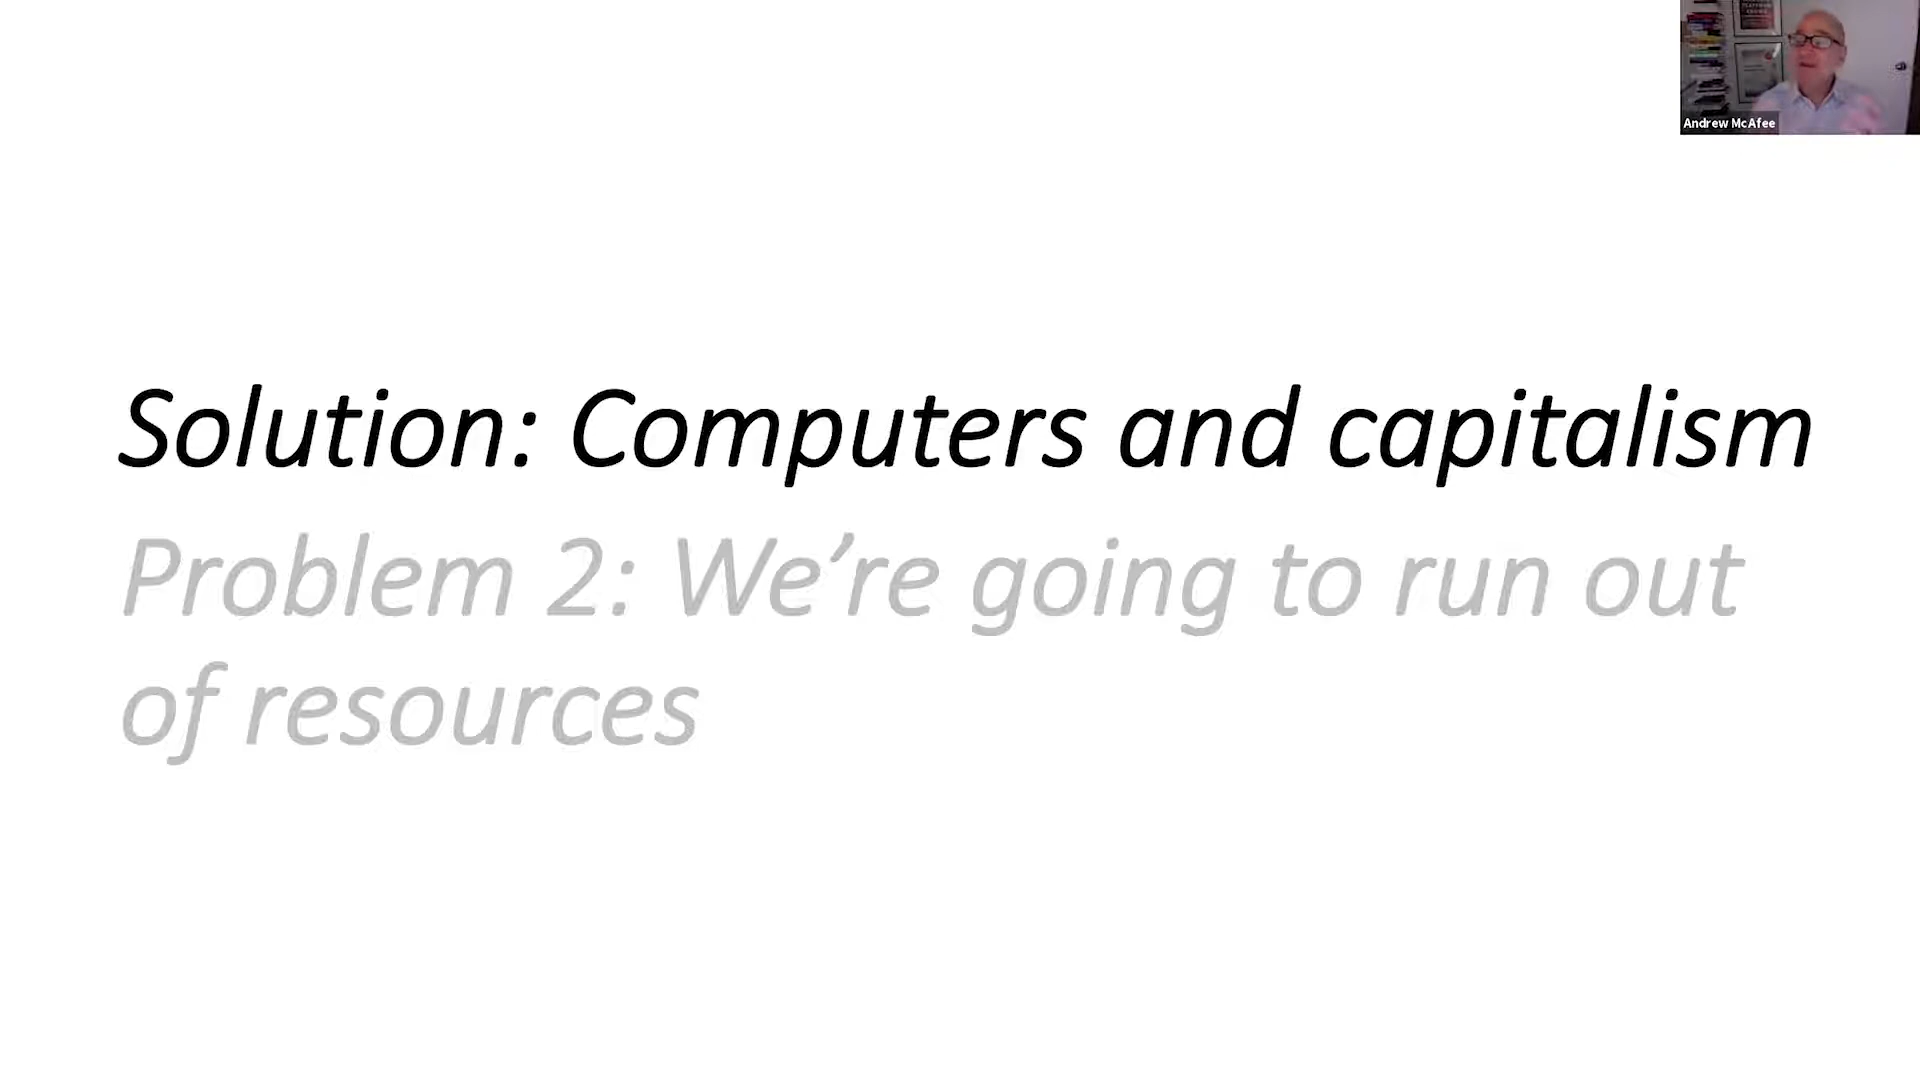 Andrew McAfee
Solution: Computers and capitalism
Problem 2: We're going to run out
of resources